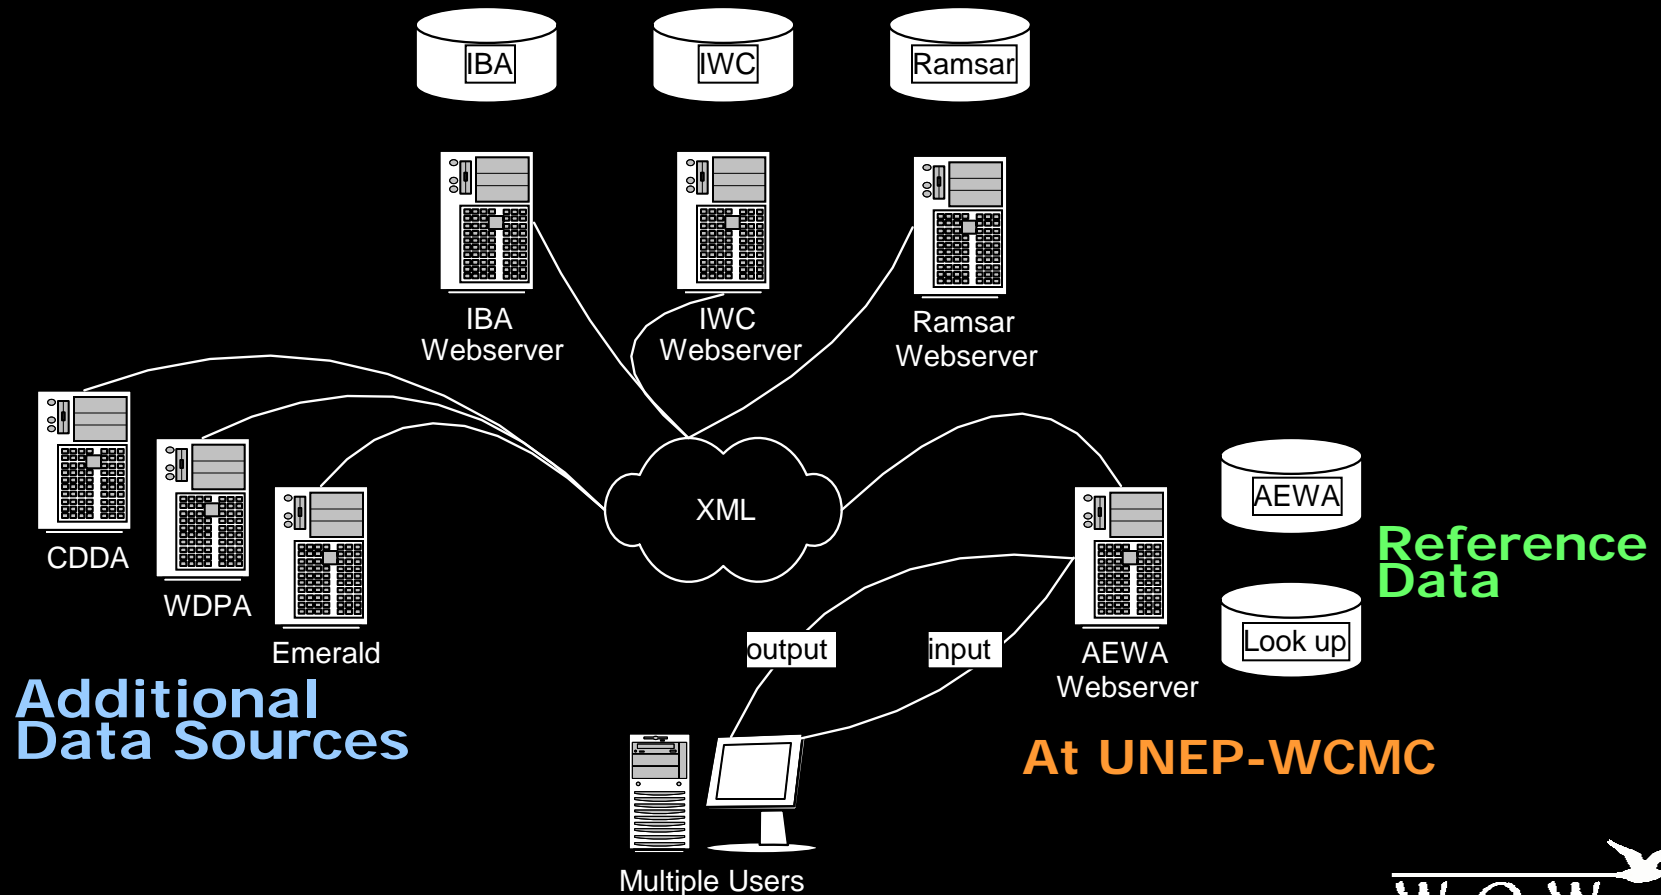 IBA
IWC
Ramsar
IBA
Webserver
IWC
Webserver
Ramsar
Webserver
CDDA
WDPA
Emerald
Additional
Data Sources
XML
AEWA
Look up
Reference
Data
output
input
AEWA
Webserver
At UNEP-WCMC
Multiple Users